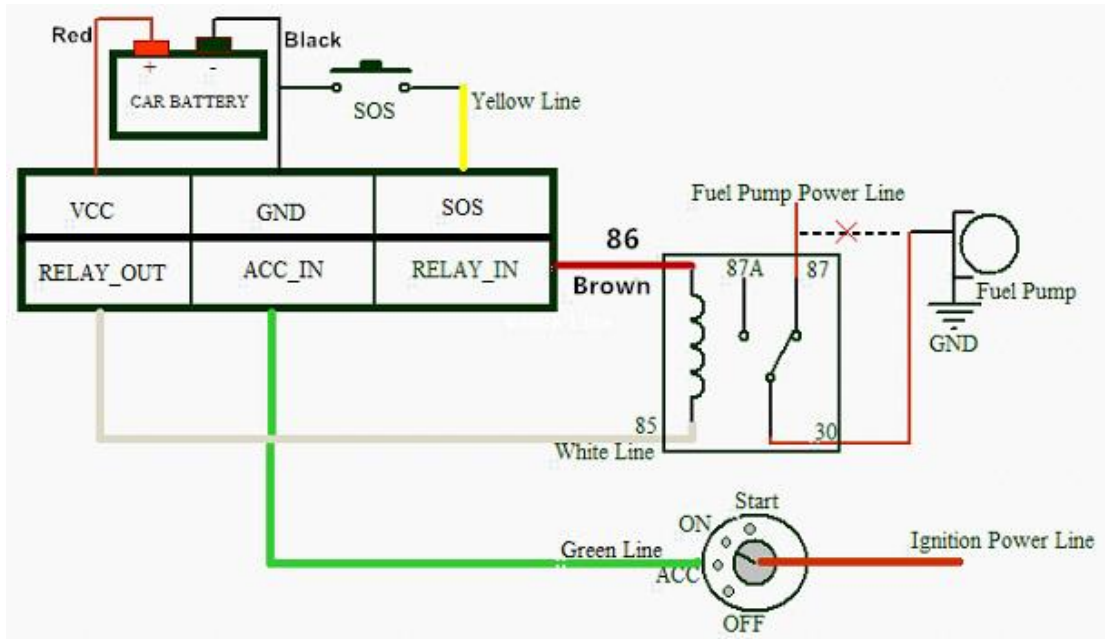 Red
Black
+
-
CAR BATTERY
SOS
Yellow Line
VCC
GND
SOS
RELAY_OUT
ACC_IN
RELAY_IN
86
Brown
Fuel Pump Power Line
87A
87
Fuel Pump
GND
85
30
White Line
Start
ON
Green Line
ACC
Ignition Power Line
OFF